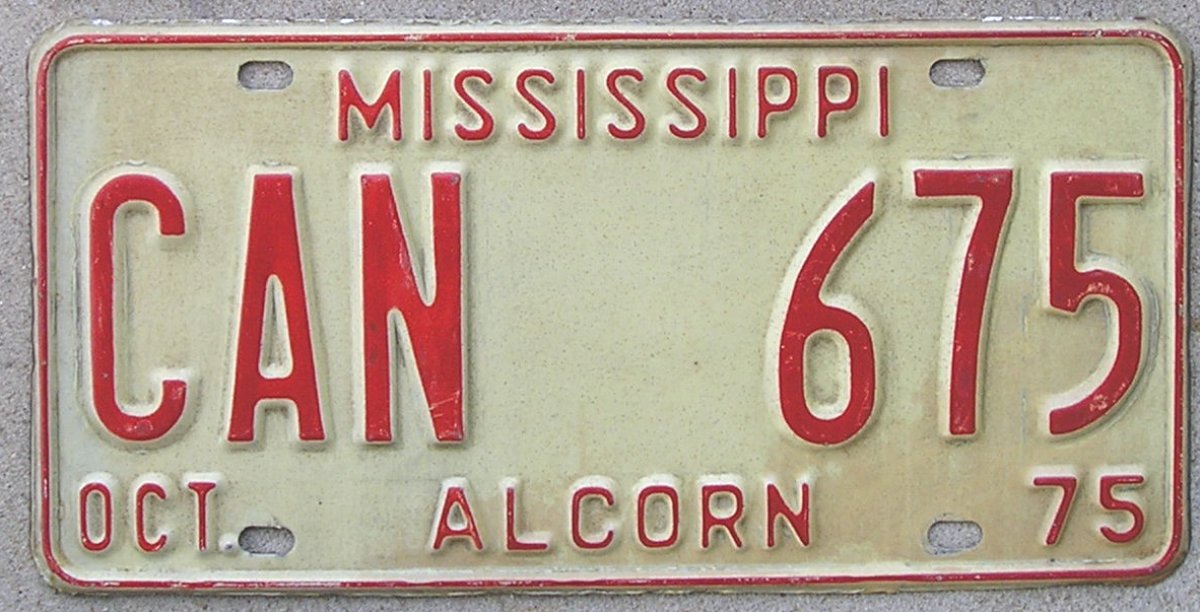 MISSISSIPPI
CAN 675
OCT. ALCORN 75